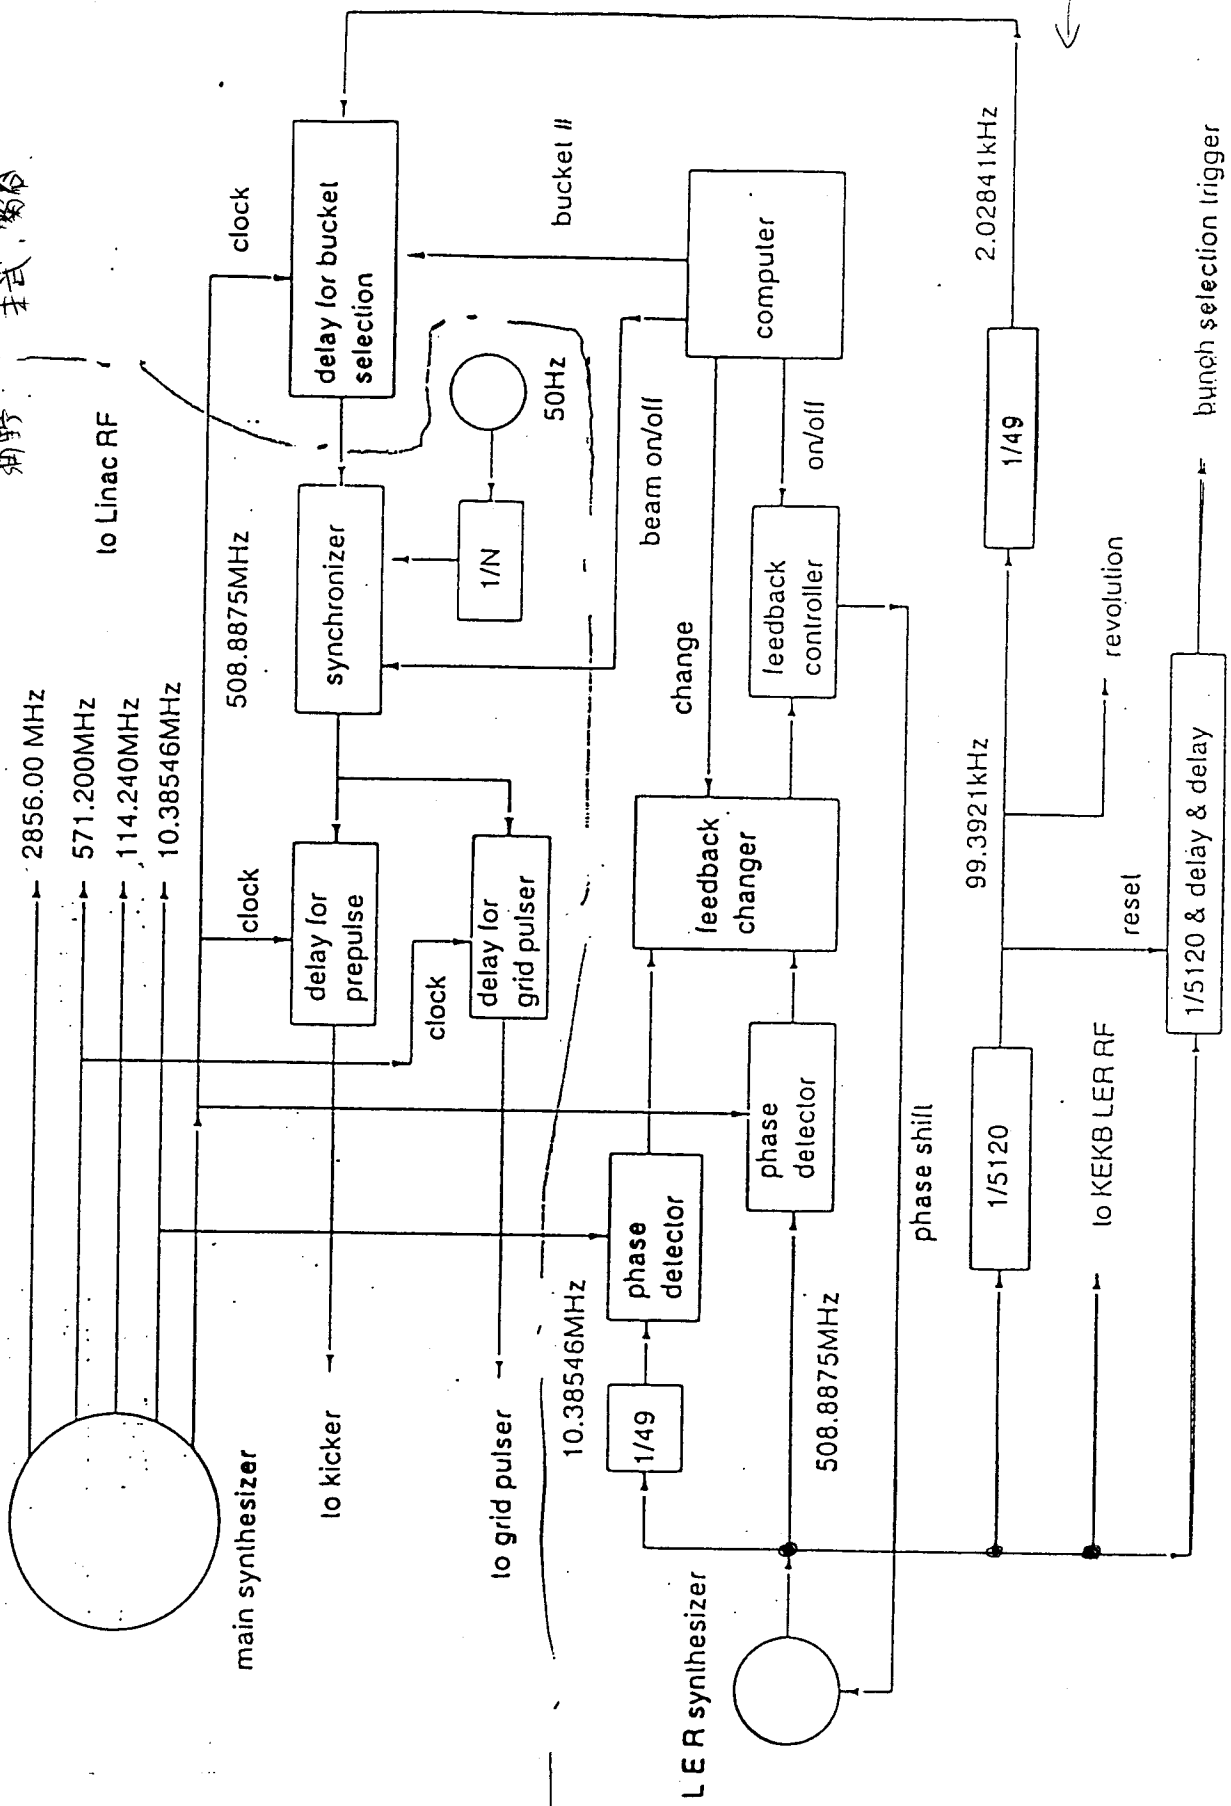 2856.00 MHz
571.200MHz
114.240MHz
10.38546MHz
to Linac RF
main synthesizer
clock
508.8875MHz
clock
delay for
prepulse
synchronizer
delay for bucket
selection
to kicker
clock
delay for
grid pulser
1/N
50Hz
to grid pulser
bucket #
beam on/off
10.38546MHz
1/49
phase
detector
feedback
changer
change
computer
on/off
feedback
controller
phase
detector
508.8875MHz
LER synthesizer
phase shift
99.3921kHz
2.02841kHz
1/5120
1/49
to KEKB LER RF
reset
revolution
1/5120 & delay & delay
bunch selection trigger